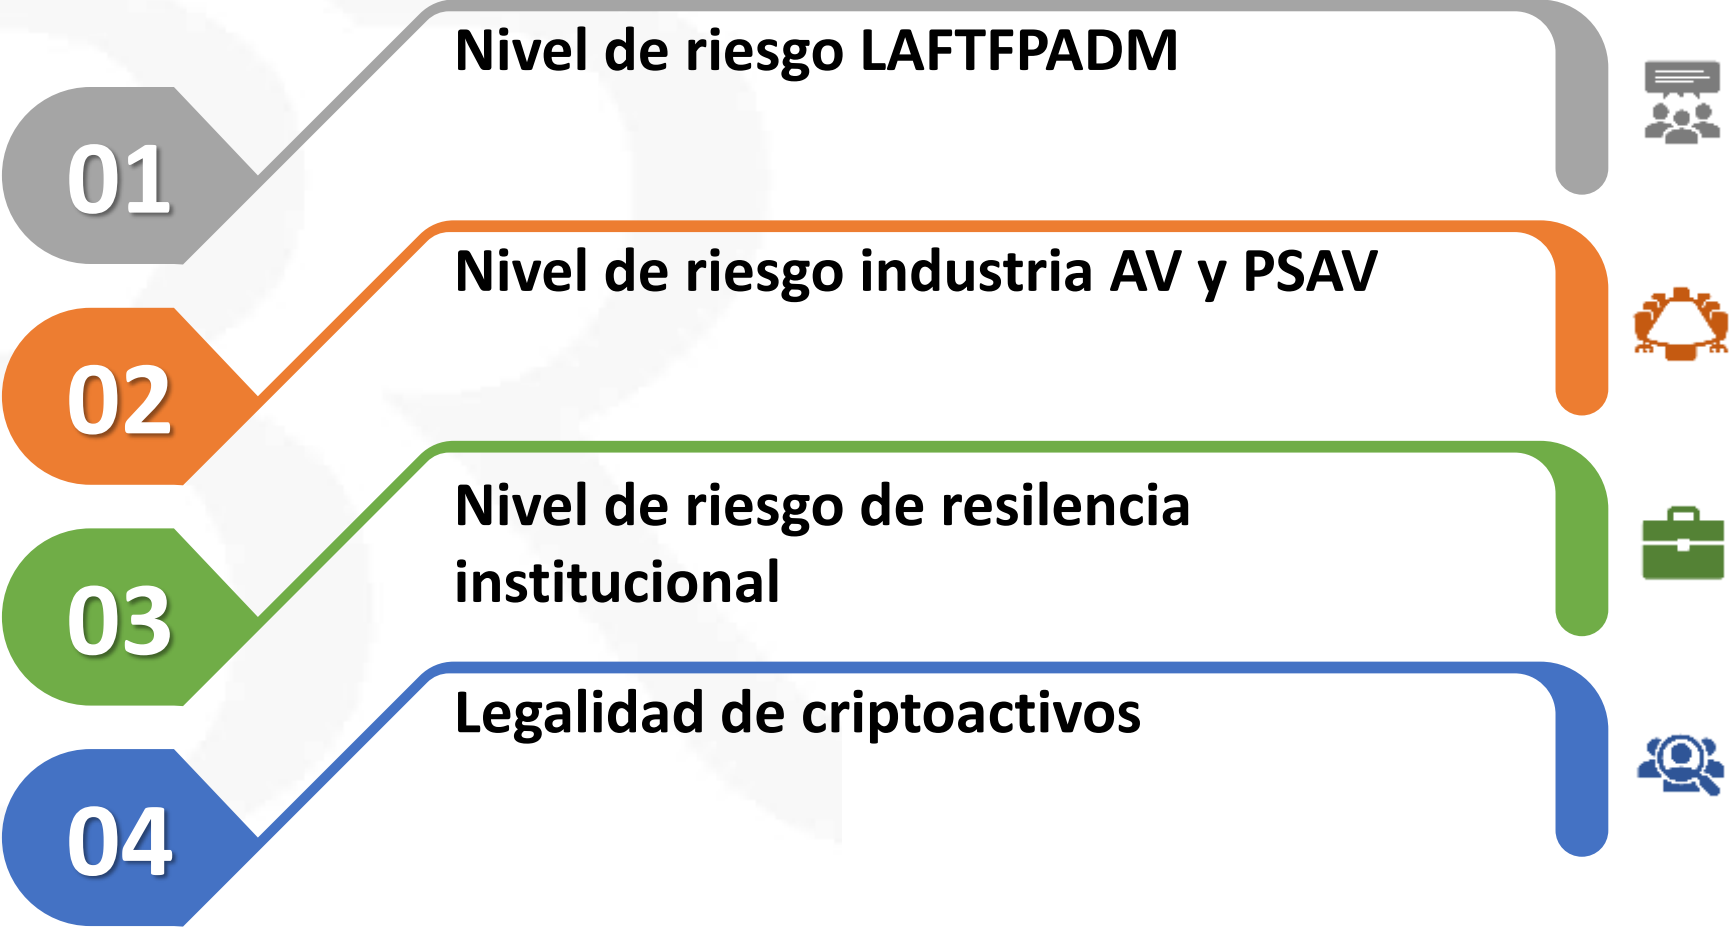 01
Nivel de riesgo LAFTFPADM
02
Nivel de riesgo industria AV y PSAV
03
Nivel de riesgo de resilencia
institucional
04
Legalidad de criptoactivos